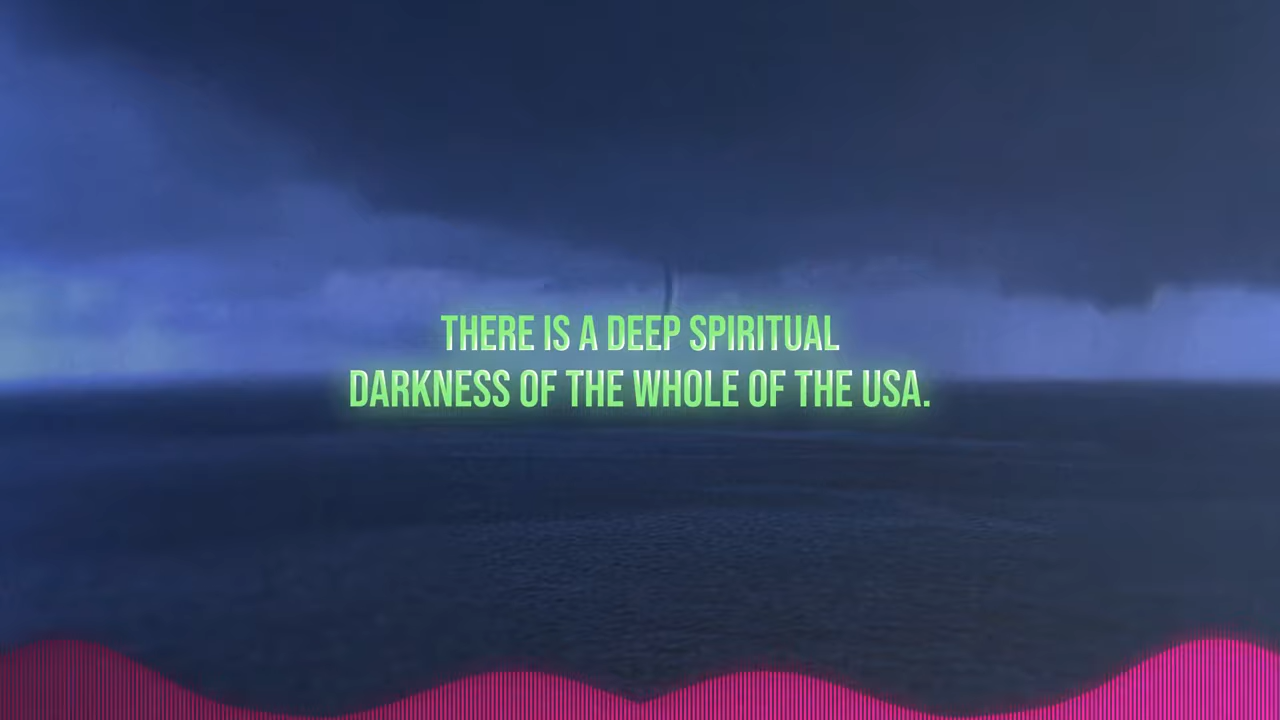 THERE IS A DEEP SPIRITUAL
DARKNESS OF THE WHOLE OF THE USA.